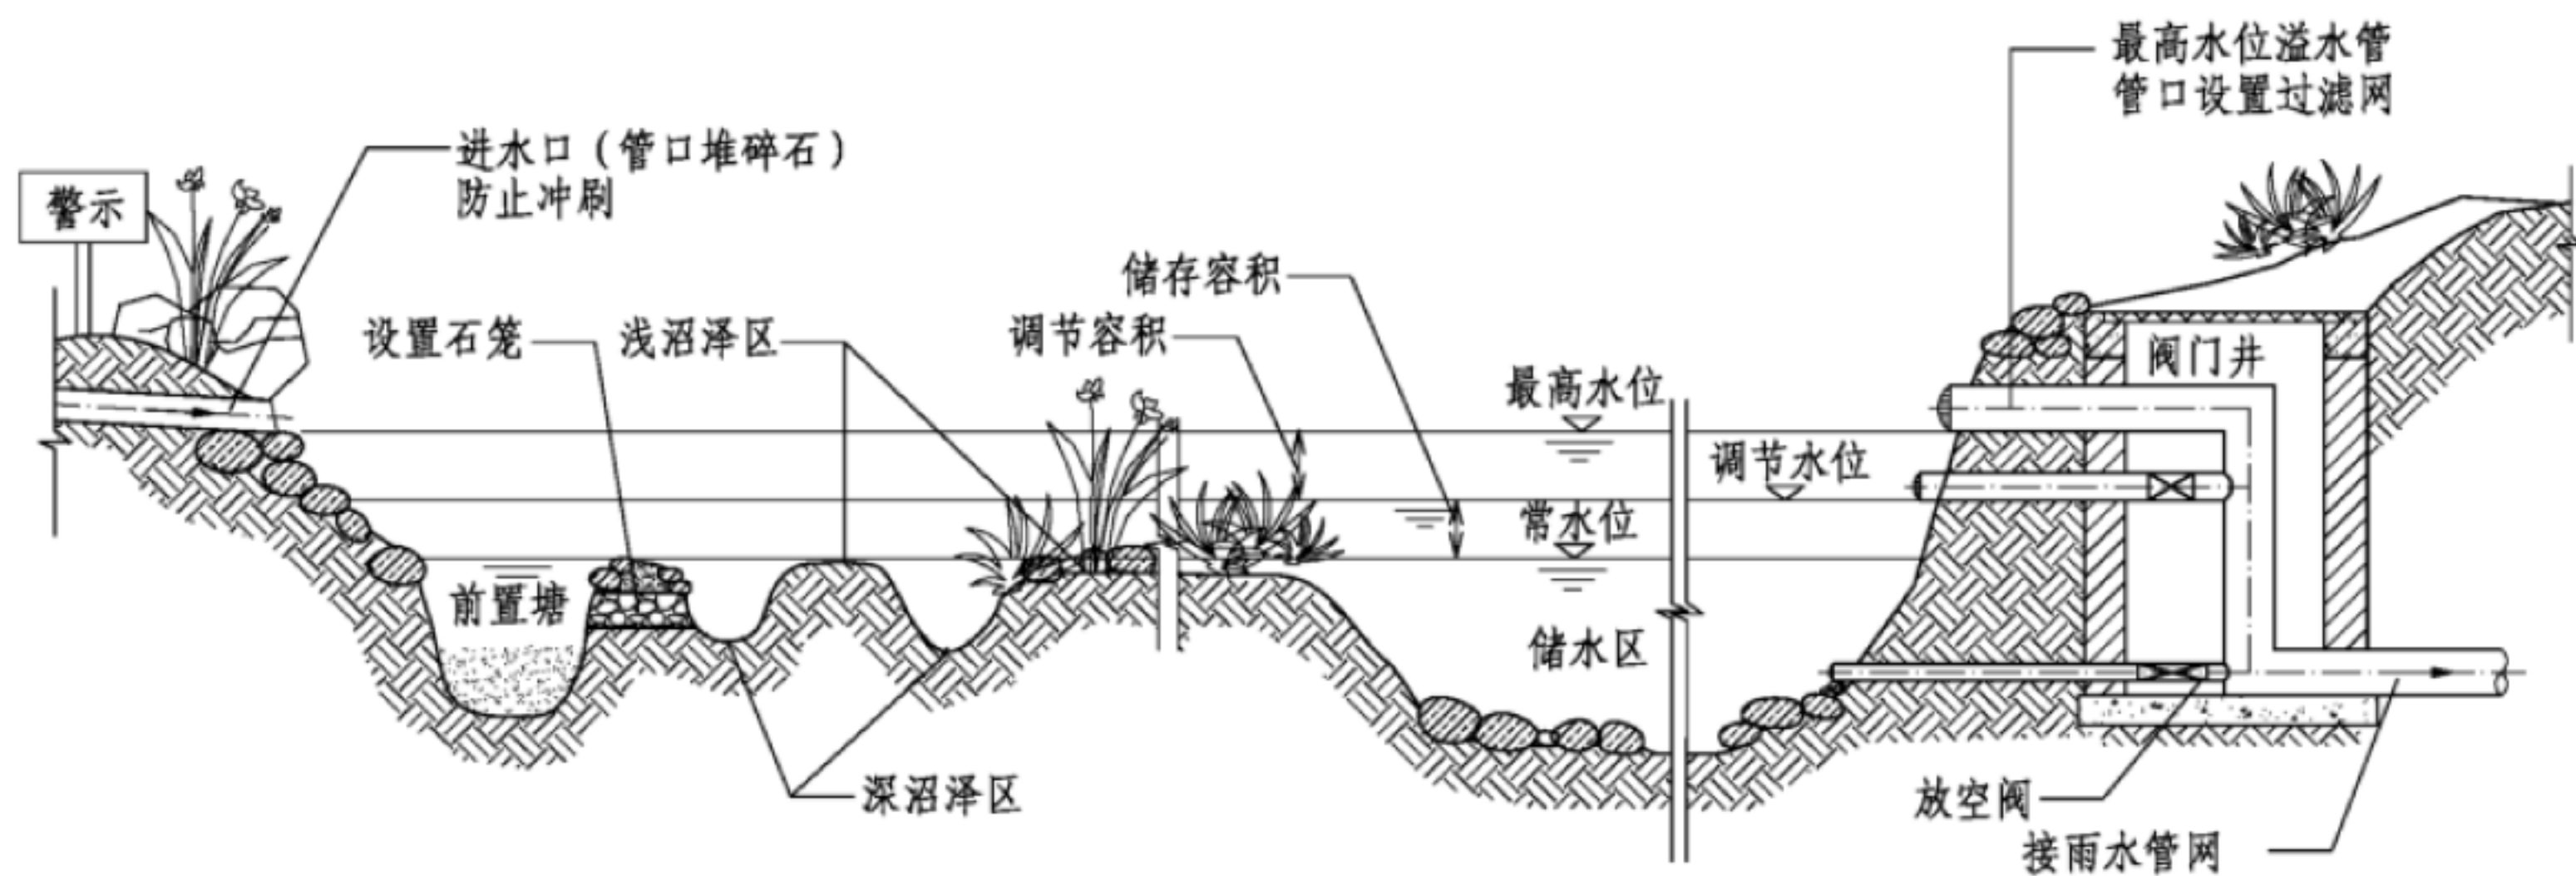 最高水位溢水管
管口设置过滤网
进水口（管口堆碎石）
防止冲刷
警示
储存容积
设置石笼
浅沼泽区
调节容积
阀门井
最高水位
调节水位
常水位
前置塘
储水区
深沼泽区
放空阀
接雨水管网